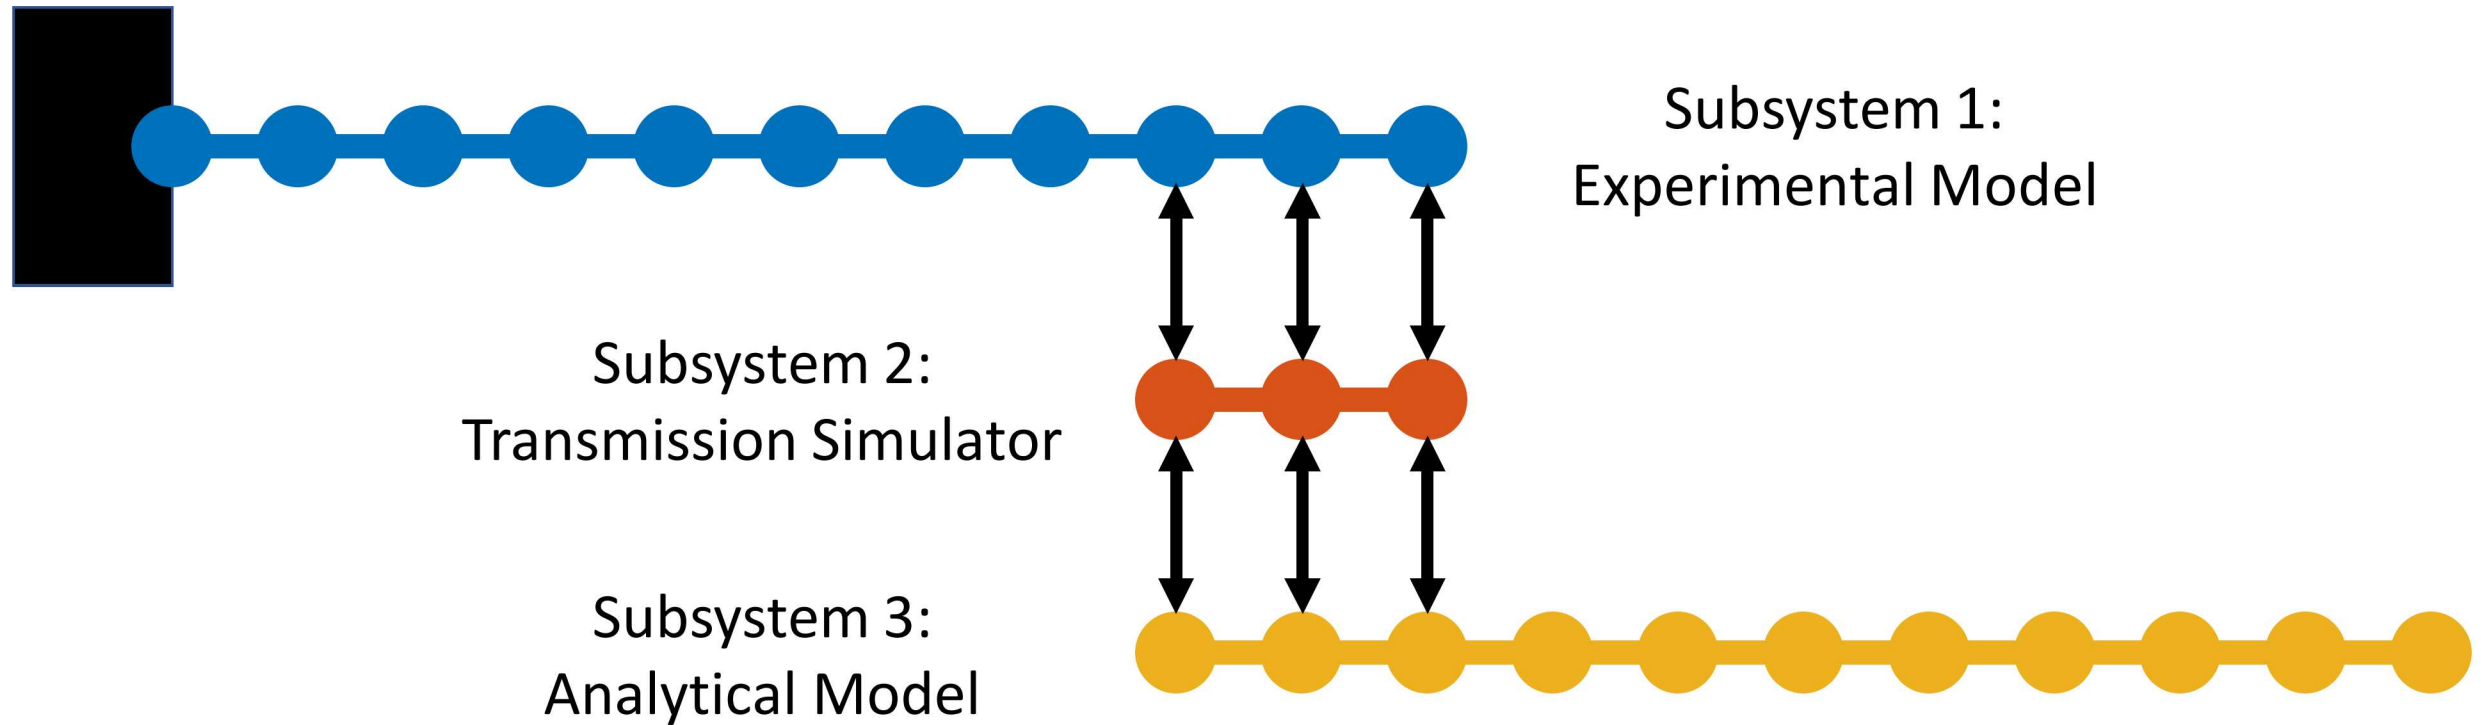 Subsystem 1:
Experimental Model
Subsystem 2:
Transmission Simulator
Subsystem 3:
Analytical Model